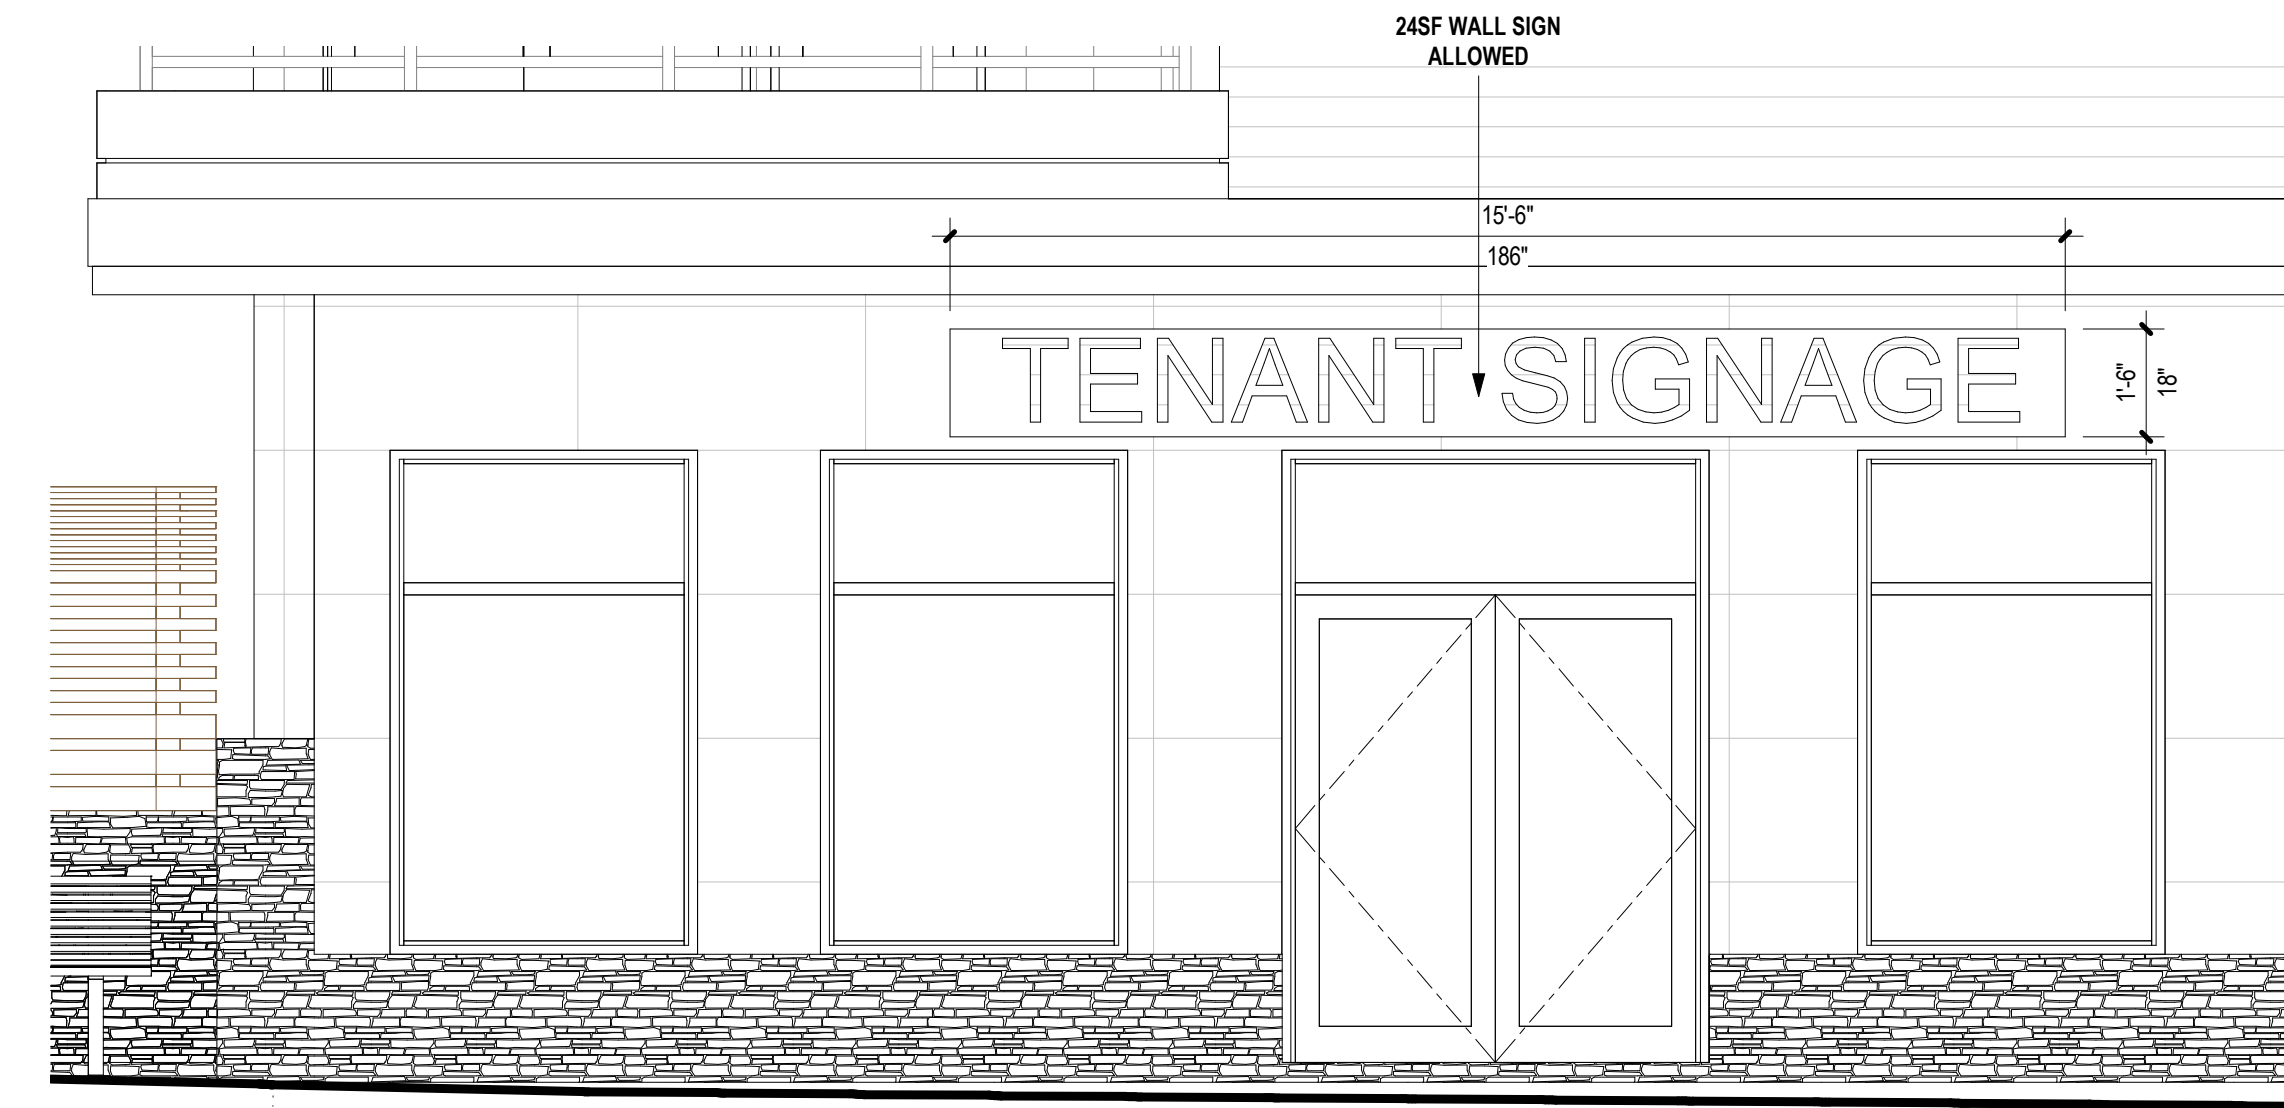 24SF WALL SIGN
ALLOWED
15'-6"
186"
TENANT SIGNAGE
1'-6"
18"